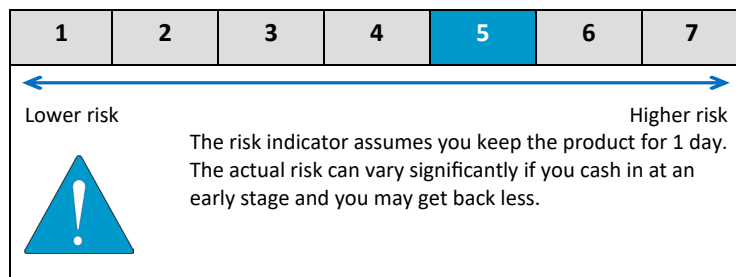 1 2 3 4 5 6 7
Lower risk Higher risk
The risk indicator assumes you keep the product for 1 day.
The actual risk can vary significantly if you cash in at an
early stage and you may get back less.